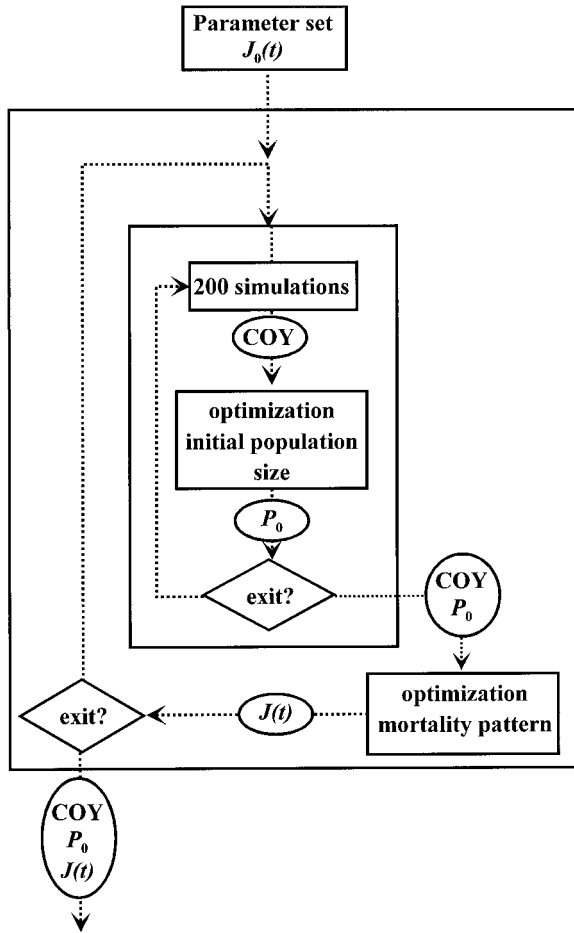 Parameter set
J₀(t)
200 simulations
COY
optimization
initial population
size
P₀
exit?
COY
P₀
optimization
mortality pattern
J(t)
exit?
COY
P₀
J(t)